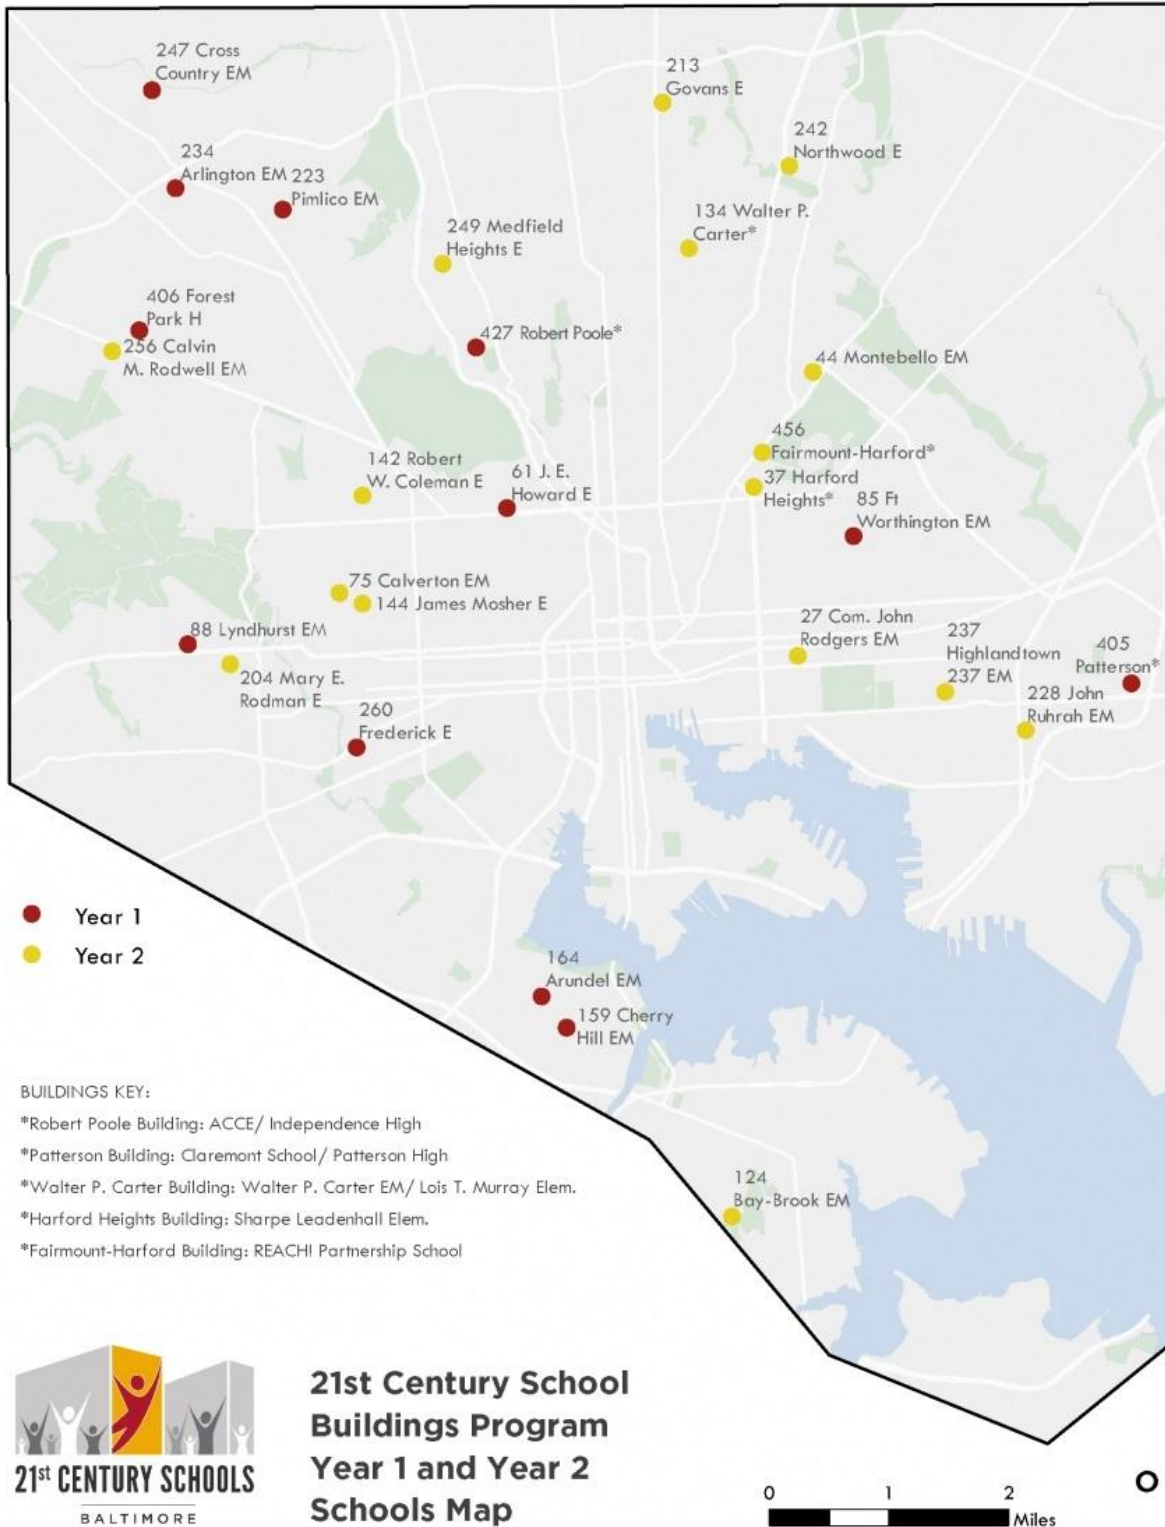 247 Cross
Country EM
213
Govans E
242
Northwood E
234
Arlington EM
223
Pimlico EM
249 Medfield
Heights E
134 Walter P.
Carter*
406 Forest
Park H
256 Calvin
M. Rodwell EM
427 Robert Poole*
44 Montebello EM
142 Robert
W. Coleman E
61 J. E.
Howard E
456
Fairmount-Harford*
37 Harford
Heights*
85 Ft
Worthington EM
75 Calverton EM
144 James Mosher E
88 Lyndhurst EM
204 Mary E.
Rodman E
27 Com. John
Rodgers EM
237
Highlandtown
237 EM
405
Patterson*
228 John
Ruhrah EM
260
Frederick E
Year 1
Year 2
164
Arundel EM
159 Cherry
Hill EM
124
Bay-Brook EM
BUILDINGS KEY:
*Robert Poole Building: ACCE/ Independence High
*Patterson Building: Claremont School/ Patterson High
*Walter P. Carter Building: Walter P. Carter EM/ Lois T. Murray Elem.
*Harford Heights Building: Sharpe Leadenhall Elem.
*Fairmount-Harford Building: REACH! Partnership School
21st CENTURY SCHOOLS
BALTIMORE
21st Century School
Buildings Program
Year 1 and Year 2
Schools Map
0 1 2
Miles